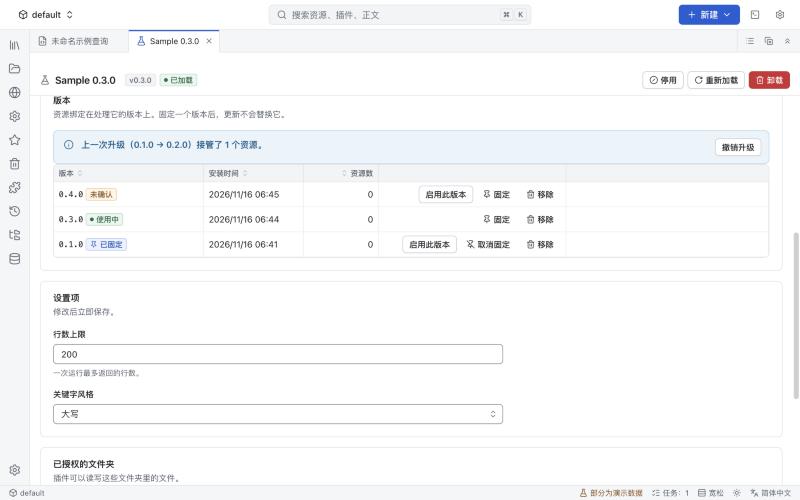 default
搜索资源、插件、正文
⌘ K
新建
未命名示例查询
Sample 0.3.0
Sample 0.3.0
v0.3.0
已加载
停用
重新加载
卸载
版本
资源绑定在处理它的版本上。固定一个版本后，更新不会替换它。
上一次升级（0.1.0 → 0.2.0）接管了 1 个资源。
撤销升级
版本 安装时间 资源数
0.4.0 未确认 2026/11/16 06:45 0 启用此版本 固定 移除
0.3.0 使用中 2026/11/16 06:44 0 固定 移除
0.1.0 已固定 2026/11/16 06:41 0 启用此版本 取消固定 移除
设置项
修改后立即保存。
行数上限
200
一次运行最多返回的行数。
关键字风格
大写
已授权的文件夹
插件可以读写这些文件夹里的文件。
default
部分为演示数据
任务：1
宽松
简体中文